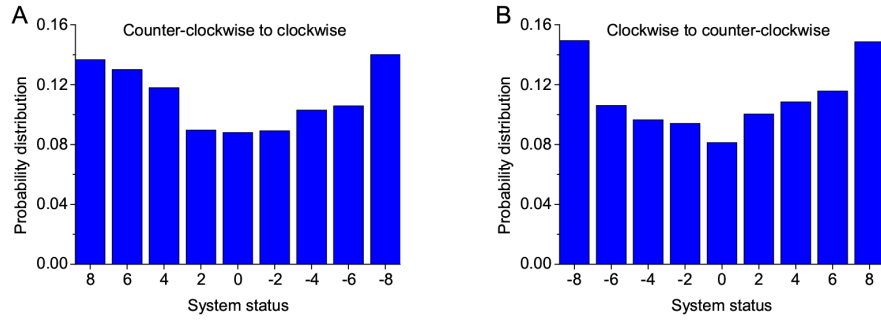 A
Counter-clockwise to clockwise
Probability distribution
0.16
0.12
0.08
0.04
0.00
8 6 4 2 0 -2 -4 -6 -8
System status
B
Clockwise to counter-clockwise
Probability distribution
0.16
0.12
0.08
0.04
0.00
-8 -6 -4 -2 0 2 4 6 8
System status